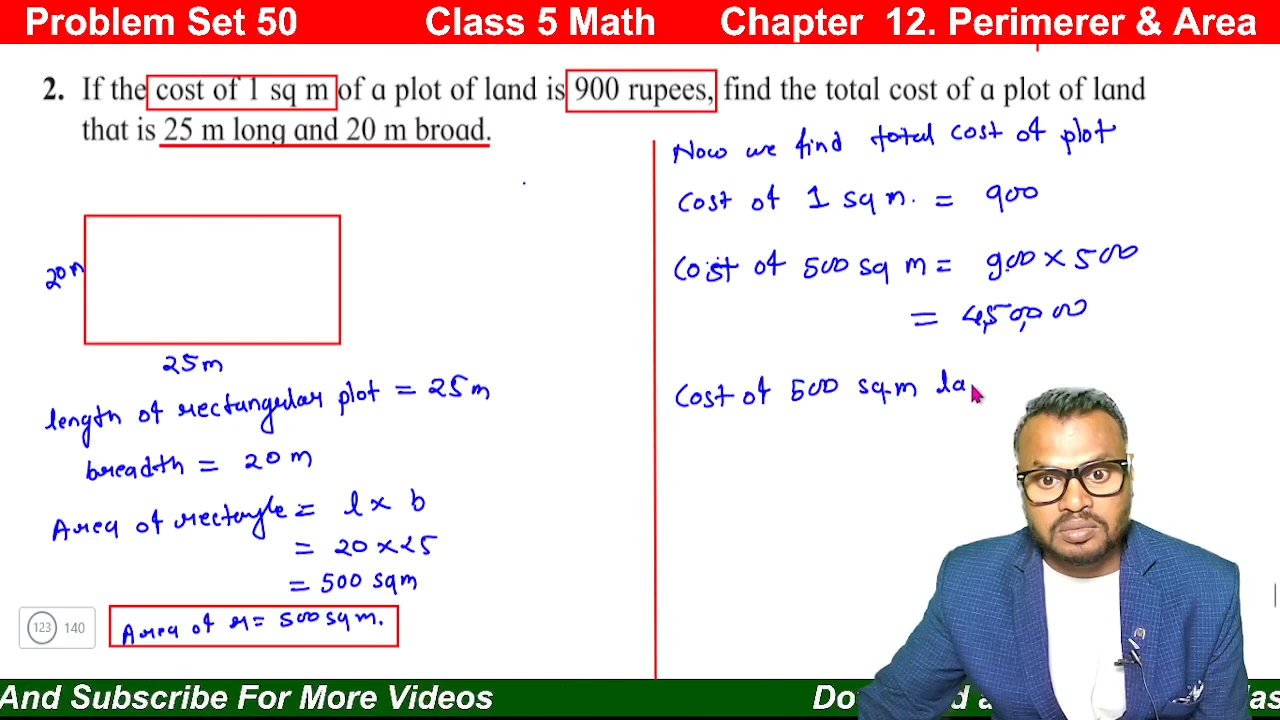 Problem Set 50 Class 5 Math Chapter 12. Perimerer & Area
2. If the cost of 1 sq m of a plot of land is 900 rupees, find the total cost of a plot of land
that is 25 m long and 20 m broad.
20m
25m
length of rectangular plot = 25 m
breadth = 20 m
Area of rectangle = l × b
= 20 × 25
= 500 sqm
Area of r = 500 sq m.
123 140
Now we find total cost of plot
Cost of 1 sq m. = 900
Cost of 500 sq m = 900 × 500
= 4,50,000
Cost of 500 sq.m la
And Subscribe For More Videos